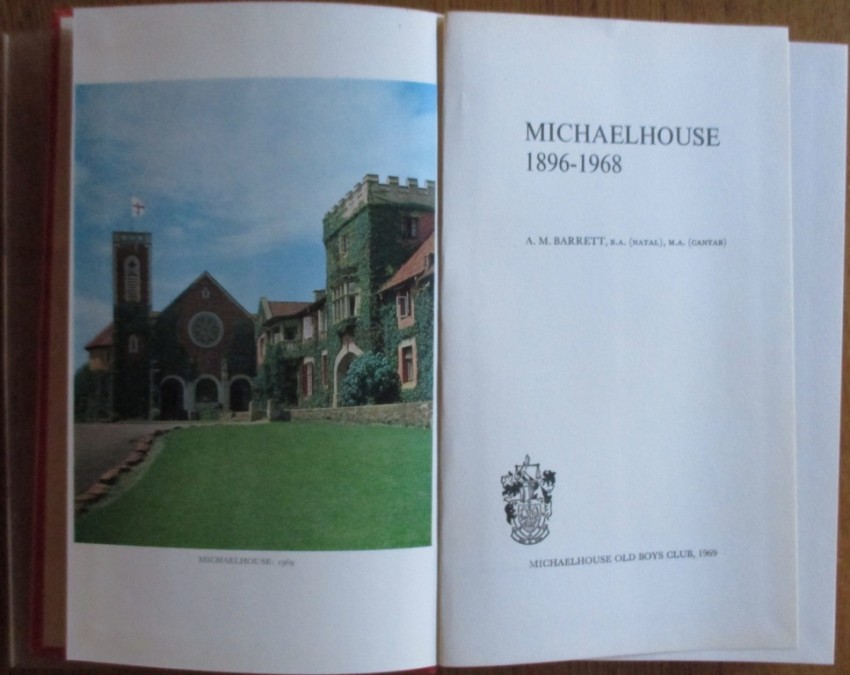 MICHAELHOUSE, 1969
MICHAELHOUSE
1896-1968
A. M. BARRETT, B.A. (NATAL), M.A. (CANTAB)
MICHAELHOUSE OLD BOYS CLUB, 1969